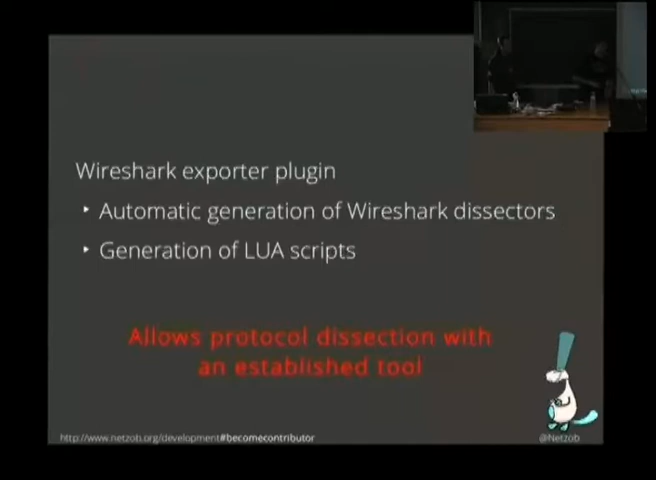 Wireshark exporter plugin
‣ Automatic generation of Wireshark dissectors
‣ Generation of LUA scripts
Allows protocol dissection with
an established tool
http://www.netzob.org/development#becomecontributor
@Netzob